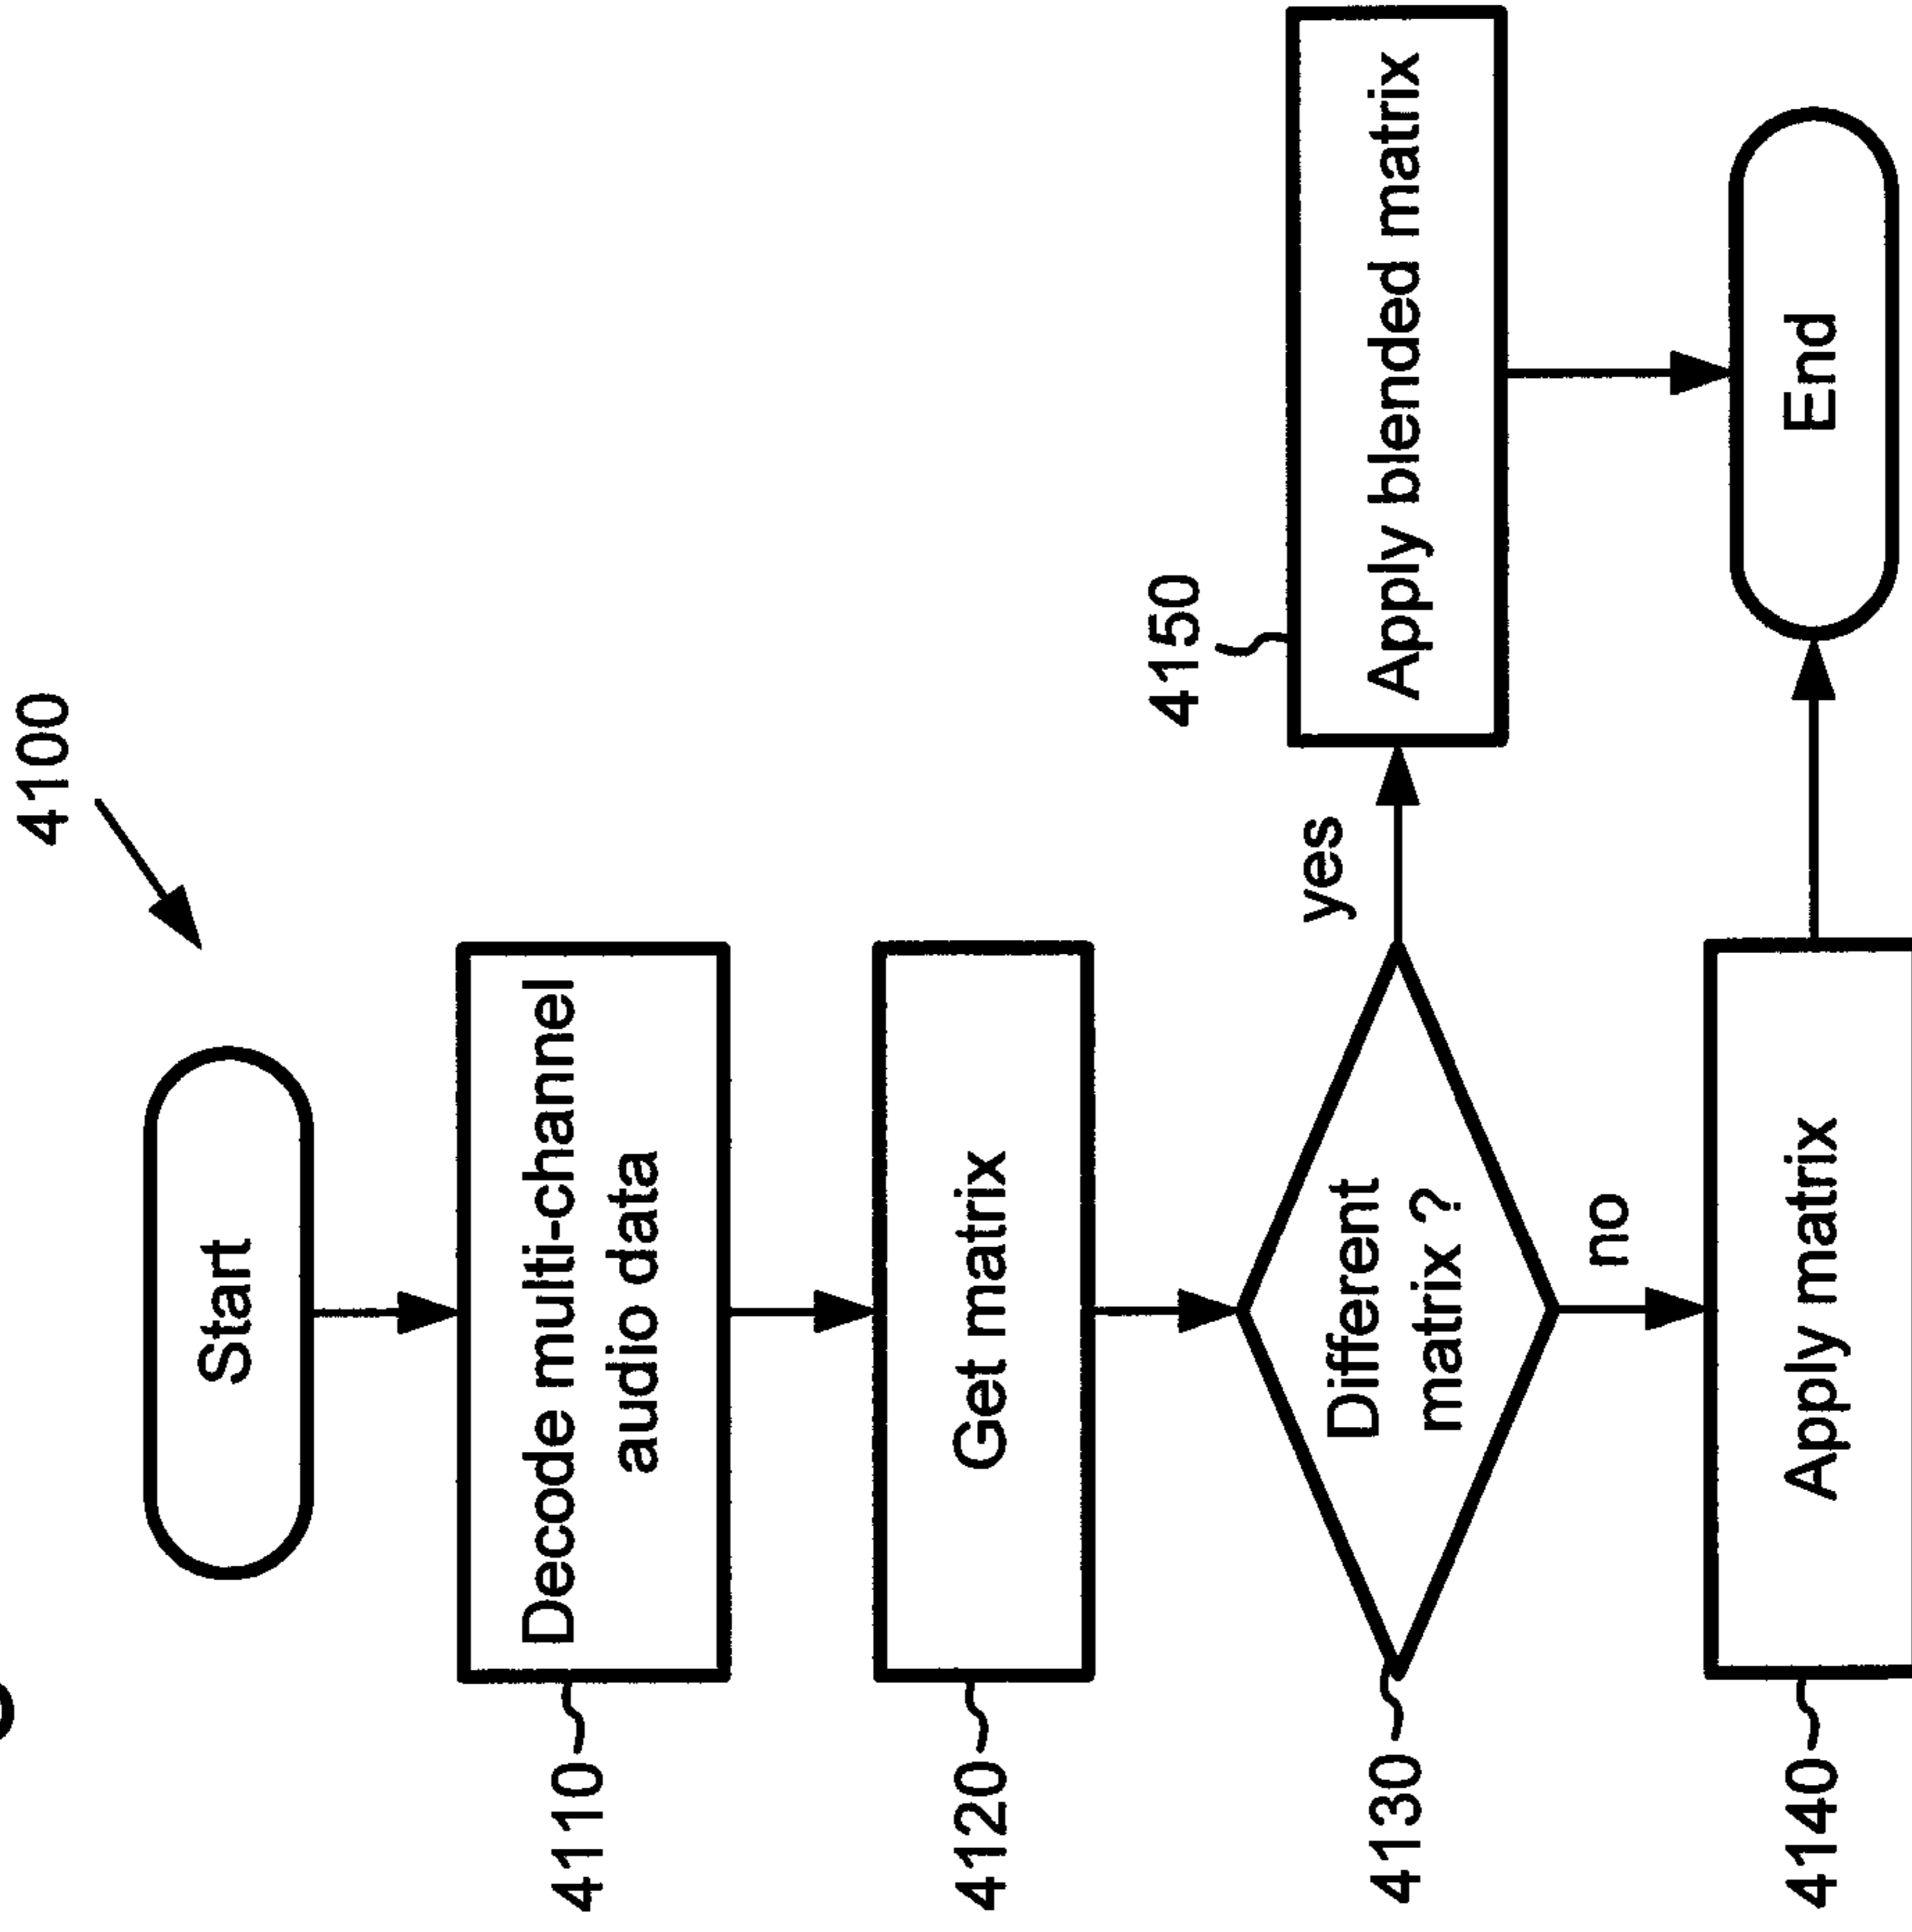 4100
Start
4110
Decode multi-channel
audio data
4120
Get matrix
4130
Different
matrix ?
yes
4150
Apply blended matrix
no
4140
Apply matrix
End